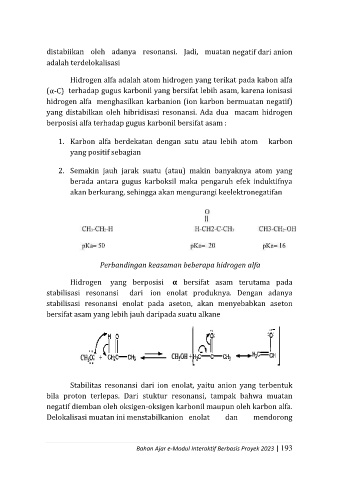 distabilkan oleh adanya resonansi. Jadi, muatan negatif dari anion
adalah terdelokalisasi
Hidrogen alfa adalah atom hidrogen yang terikat pada kabon alfa
(α-C) terhadap gugus karbonil yang bersifat lebih asam, karena ionisasi
hidrogen alfa menghasilkan karbanion (ion karbon bermuatan negatif)
yang distabilkan oleh hibridisasi resonansi. Ada dua macam hidrogen
berposisi alfa terhadap gugus karbonil bersifat asam :
1. Karbon alfa berdekatan dengan satu atau lebih atom karbon
yang positif sebagian
2. Semakin jauh jarak suatu (atau) makin banyaknya atom yang
berada antara gugus karboksil maka pengaruh efek induktifnya
akan berkurang, sehingga akan mengurangi keelektronegatifan
O
||
CH3-CH2-H H-CH2-C-CH3 CH3-CH2-OH
pKa= 50 pKa= 20 pKa= 16
Perbandingan keasaman beberapa hidrogen alfa
Hidrogen yang berposisi α bersifat asam terutama pada
stabilisasi resonansi dari ion enolat produknya. Dengan adanya
stabilisasi resonansi enolat pada aseton, akan menyebabkan aseton
bersifat asam yang lebih jauh daripada suatu alkane
H O
CH3O + CH2C CH3 CH3OH +
Stabilitas resonansi dari ion enolat, yaitu anion yang terbentuk
bila proton terlepas. Dari stuktur resonansi, tampak bahwa muatan
negatif diemban oleh oksigen-oksigen karbonil maupun oleh karbon alfa.
Delokalisasi muatan ini menstabilkanion enolat dan mendorong
Bahan Ajar e-Modul Interaktif Berbasis Proyek 2023 | 193